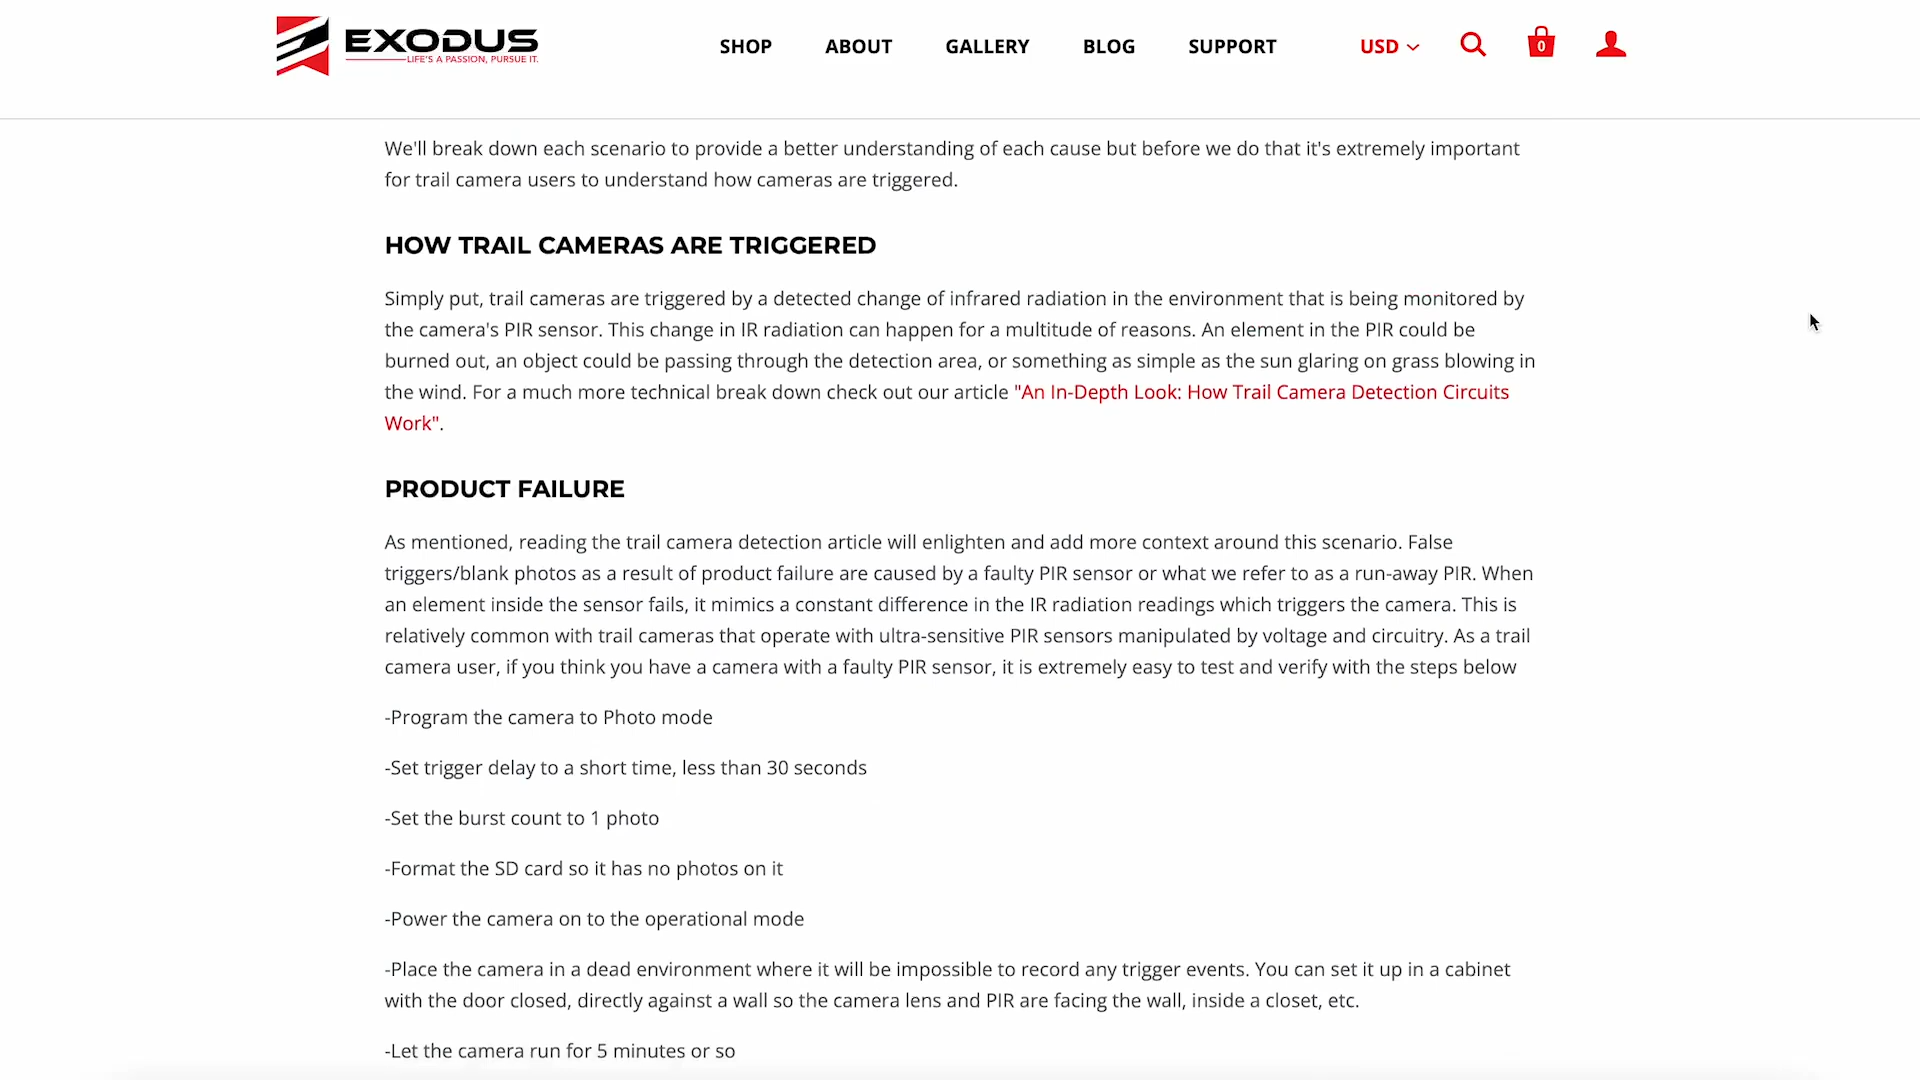 EXODUS
LIFE'S A PASSION, PURSUE IT.
SHOP ABOUT GALLERY BLOG SUPPORT USD 0
We'll break down each scenario to provide a better understanding of each cause but before we do that it's extremely important
for trail camera users to understand how cameras are triggered.
HOW TRAIL CAMERAS ARE TRIGGERED
Simply put, trail cameras are triggered by a detected change of infrared radiation in the environment that is being monitored by
the camera's PIR sensor. This change in IR radiation can happen for a multitude of reasons. An element in the PIR could be
burned out, an object could be passing through the detection area, or something as simple as the sun glaring on grass blowing in
the wind. For a much more technical break down check out our article "An In-Depth Look: How Trail Camera Detection Circuits
Work".
PRODUCT FAILURE
As mentioned, reading the trail camera detection article will enlighten and add more context around this scenario. False
triggers/blank photos as a result of product failure are caused by a faulty PIR sensor or what we refer to as a run-away PIR. When
an element inside the sensor fails, it mimics a constant difference in the IR radiation readings which triggers the camera. This is
relatively common with trail cameras that operate with ultra-sensitive PIR sensors manipulated by voltage and circuitry. As a trail
camera user, if you think you have a camera with a faulty PIR sensor, it is extremely easy to test and verify with the steps below
-Program the camera to Photo mode
-Set trigger delay to a short time, less than 30 seconds
-Set the burst count to 1 photo
-Format the SD card so it has no photos on it
-Power the camera on to the operational mode
-Place the camera in a dead environment where it will be impossible to record any trigger events. You can set it up in a cabinet
with the door closed, directly against a wall so the camera lens and PIR are facing the wall, inside a closet, etc.
-Let the camera run for 5 minutes or so